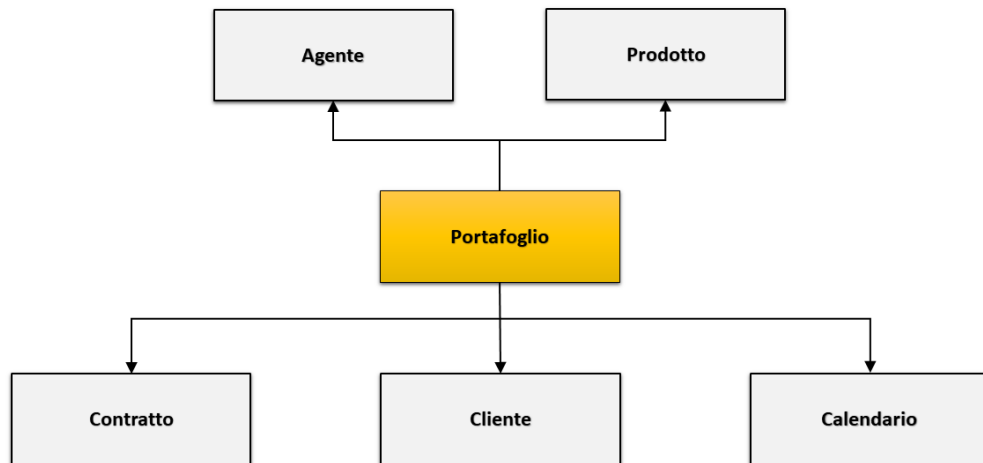 Agente
Prodotto
Portafoglio
Contratto
Cliente
Calendario